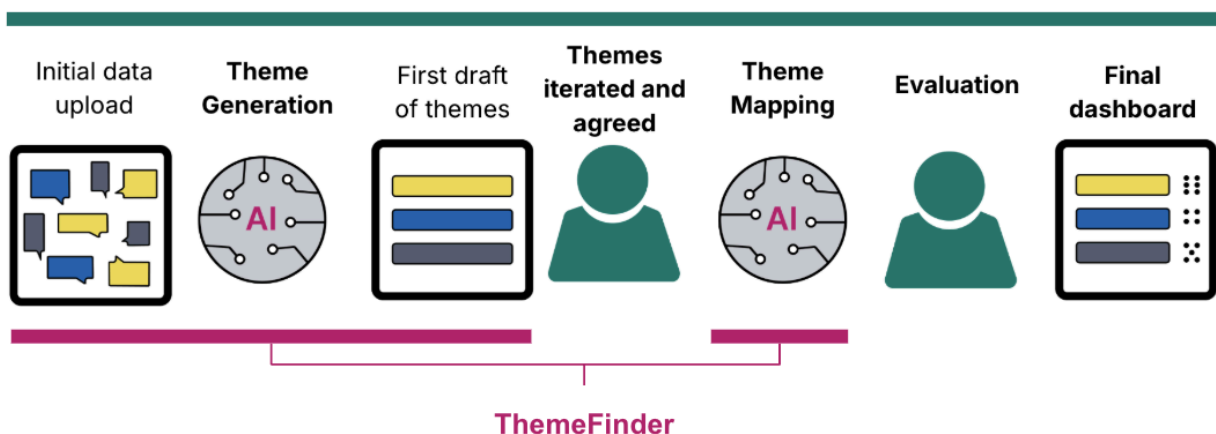 Initial data
upload
Theme
Generation
First draft
of themes
Themes
iterated and
agreed
Theme
Mapping
Evaluation
Final
dashboard
AI
AI
ThemeFinder